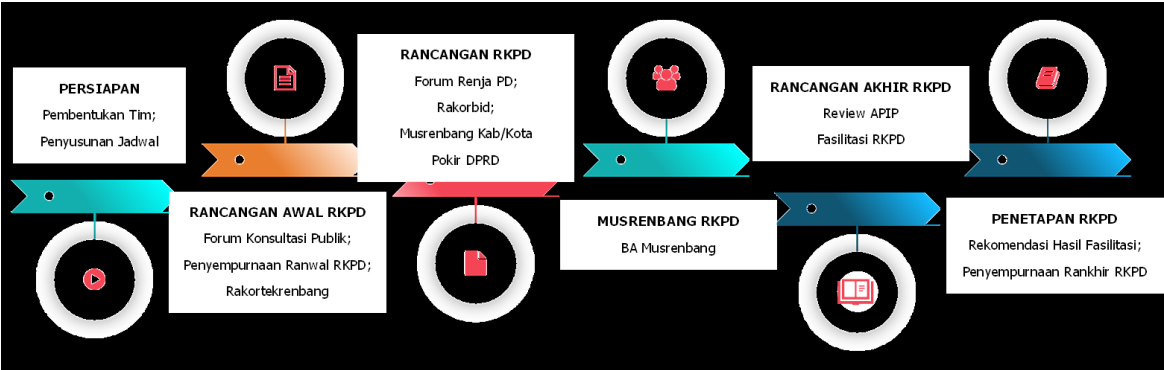 PERSIAPAN
Pembentukan Tim;
Penyusunan Jadwal
RANCANGAN AWAL RKPD
Forum Konsultasi Publik;
Penyempurnaan Ranwal RKPD;
Rakortekrenbang
RANCANGAN RKPD
Forum Renja PD;
Rakorbid;
Musrenbang Kab/Kota
Pokir DPRD
MUSRENBANG RKPD
BA Musrenbang
RANCANGAN AKHIR RKPD
Review APIP
Fasilitasi RKPD
PENETAPAN RKPD
Rekomendasi Hasil Fasilitasi;
Penyempurnaan Rankhir RKPD